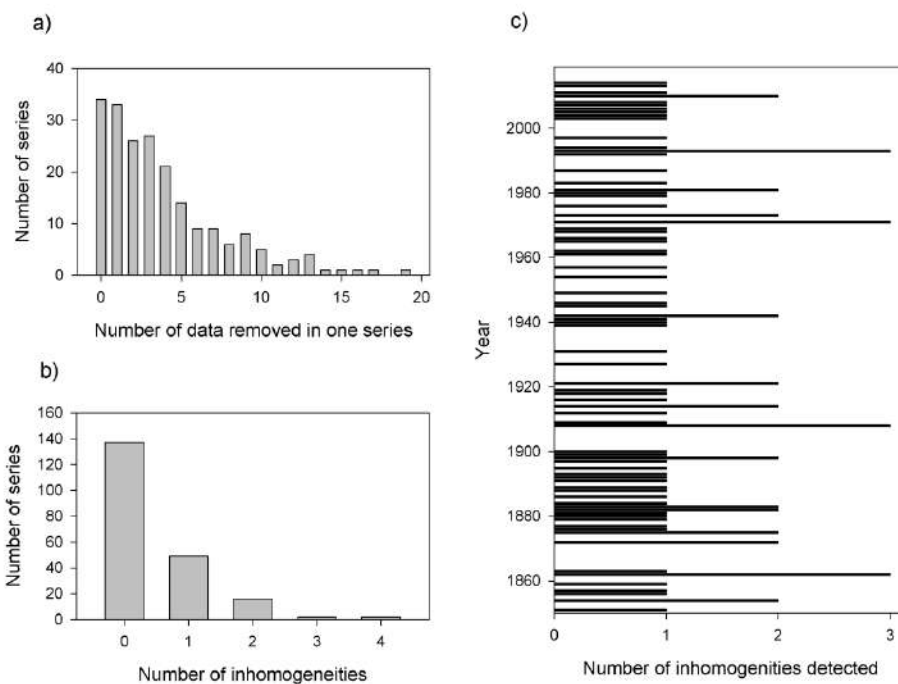 a)
40
30
20
10
0
Number of series
0 5 10 15 20
Number of data removed in one series
b)
160
140
120
100
80
60
40
20
0
Number of series
0 1 2 3 4
Number of inhomogeneities
c)
2000
1980
1960
1940
1920
1900
1880
1860
Year
0 1 2 3
Number of inhomogenities detected